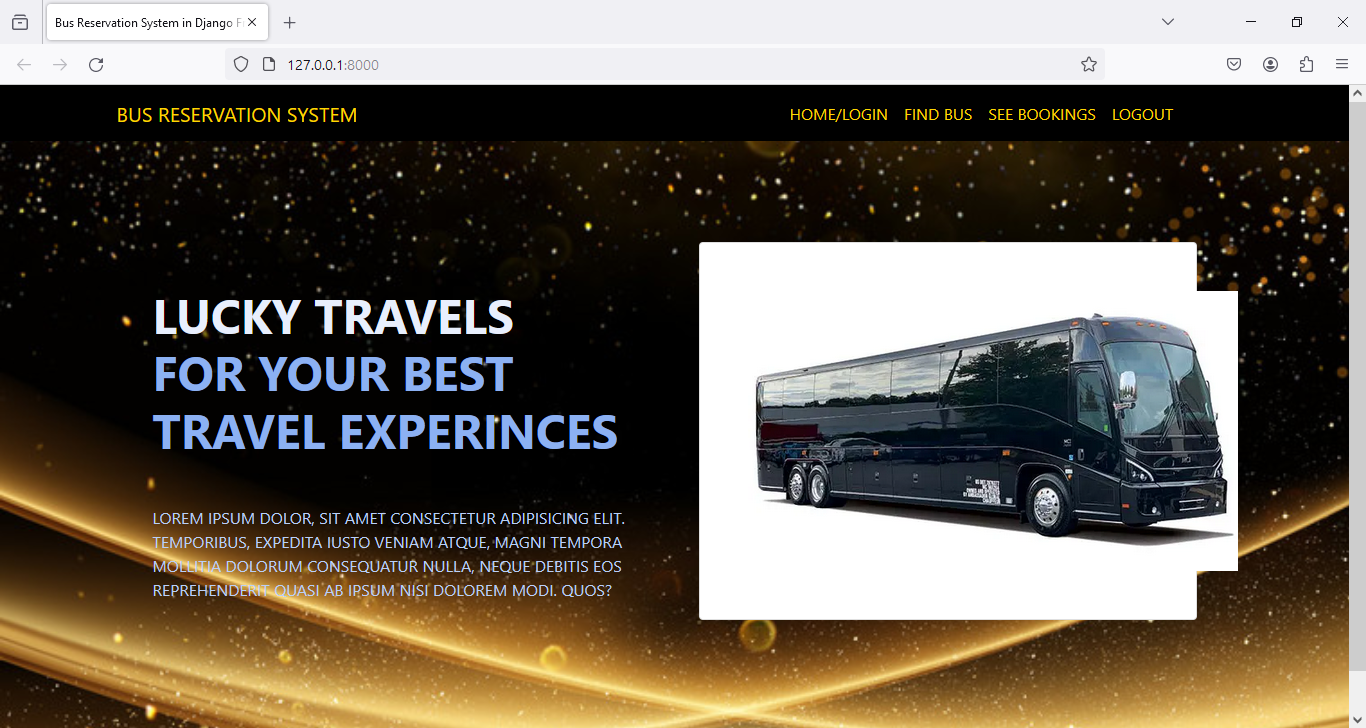 Bus Reservation System in Django F
127.0.0.1:8000
BUS RESERVATION SYSTEM
HOME/LOGIN FIND BUS SEE BOOKINGS LOGOUT
LUCKY TRAVELS
FOR YOUR BEST
TRAVEL EXPERINCES
LOREM IPSUM DOLOR, SIT AMET CONSECTETUR ADIPISICING ELIT.
TEMPORIBUS, EXPEDITA IUSTO VENIAM ATQUE, MAGNI TEMPORA
MOLLITIA DOLORUM CONSEQUATUR NULLA, NEQUE DEBITIS EOS
REPREHENDERIT QUASI AB IPSUM NISI DOLOREM MODI. QUOS?